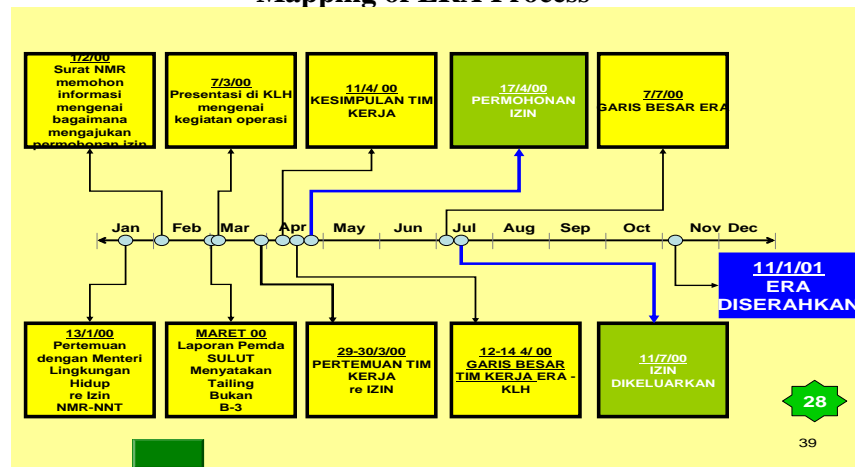 Mapping of ERA Process
1/2/00
Surat NMR
memohon
informasi
mengenai
bagaimana
mengajukan
permohonan izin
7/3/00
Presentasi di KLH
mengenai
kegiatan operasi
11/4/ 00
KESIMPULAN TIM
KERJA
17/4/00
PERMOHONAN
IZIN
7/7/00
GARIS BESAR ERA
Jan Feb Mar Apr May Jun Jul Aug Sep Oct Nov Dec
13/1/00
Pertemuan
dengan Menteri
Lingkungan
Hidup
re Izin
NMR-NNT
MARET 00
Laporan Pemda
SULUT
Menyatakan
Tailing
Bukan
B-3
29-30/3/00
PERTEMUAN TIM
KERJA
re IZIN
12-14 4/ 00
GARIS BESAR
TIM KERJA ERA -
KLH
11/7/00
IZIN
DIKELUARKAN
11/1/01
ERA
DISERAHKAN
28
39